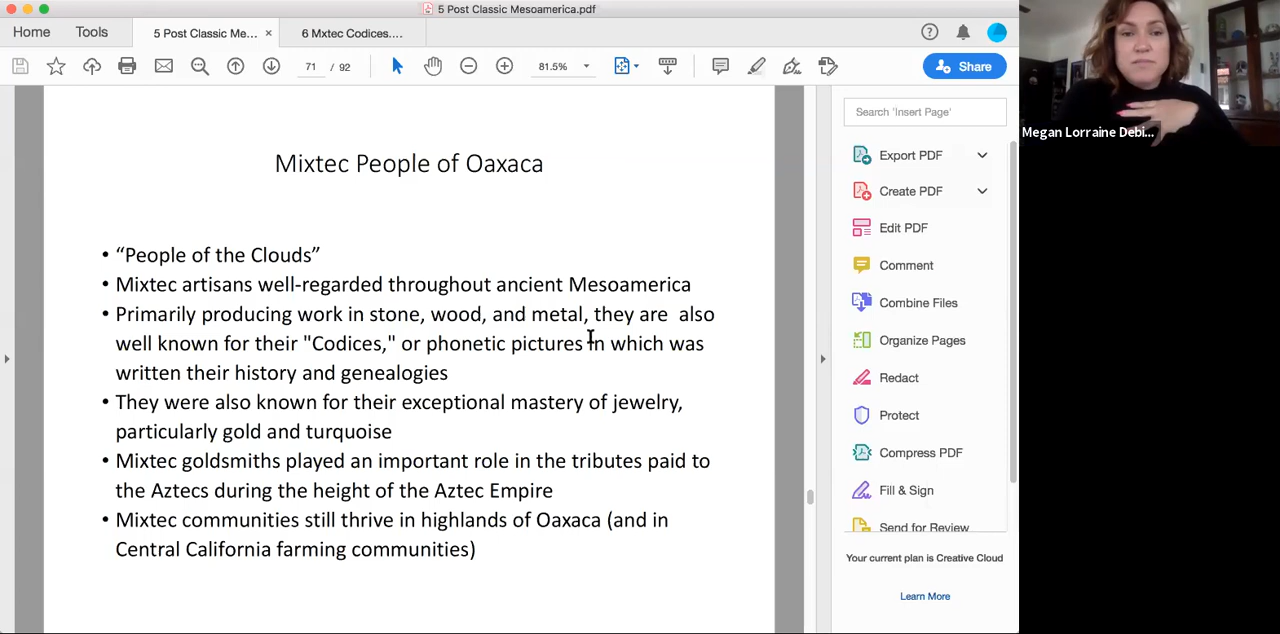 5 Post Classic Mesoamerica.pdf
Home
Tools
5 Post Classic Me...
×
6 Mxtec Codices....
?
71 / 92
81.5%
Share
Mixtec People of Oaxaca
• “People of the Clouds”
• Mixtec artisans well-regarded throughout ancient Mesoamerica
• Primarily producing work in stone, wood, and metal, they are also
well known for their "Codices," or phonetic pictures in which was
written their history and genealogies
• They were also known for their exceptional mastery of jewelry,
particularly gold and turquoise
• Mixtec goldsmiths played an important role in the tributes paid to
the Aztecs during the height of the Aztec Empire
• Mixtec communities still thrive in highlands of Oaxaca (and in
Central California farming communities)
Search 'Insert Page'
Export PDF
Create PDF
Edit PDF
Comment
Combine Files
Organize Pages
Redact
Protect
Compress PDF
Fill & Sign
Send for Review
Your current plan is Creative Cloud
Learn More
Megan Lorraine Debi...